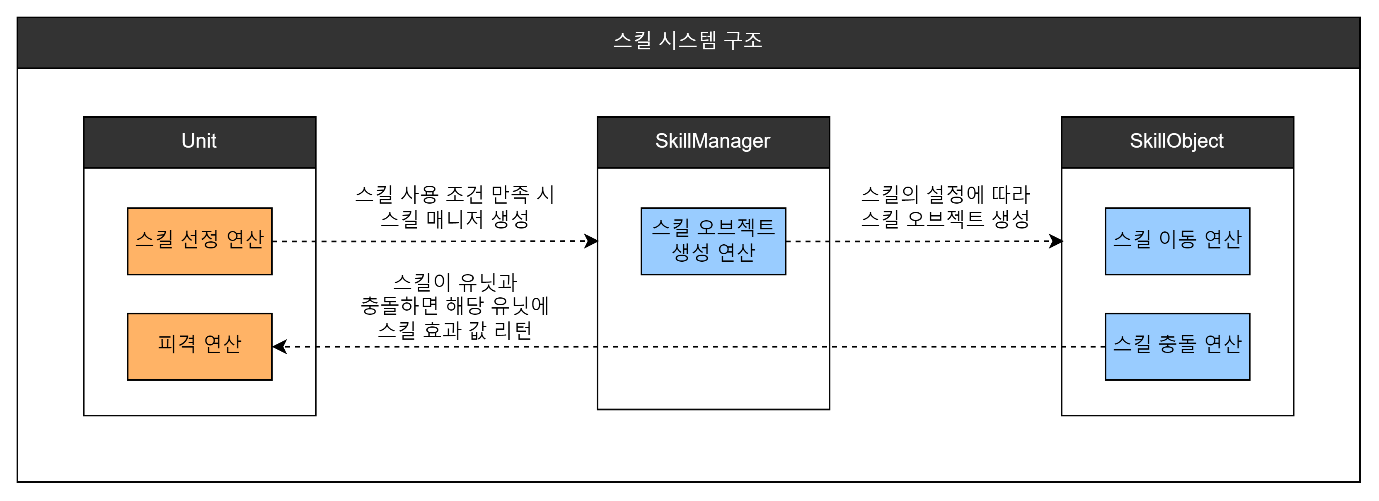 스킬 시스템 구조
Unit
스킬 선정 연산
피격 연산
스킬 사용 조건 만족 시
스킬 매니저 생성
스킬이 유닛과
충돌하면 해당 유닛에
스킬 효과 값 리턴
SkillManager
스킬 오브젝트
생성 연산
스킬의 설정에 따라
스킬 오브젝트 생성
SkillObject
스킬 이동 연산
스킬 충돌 연산